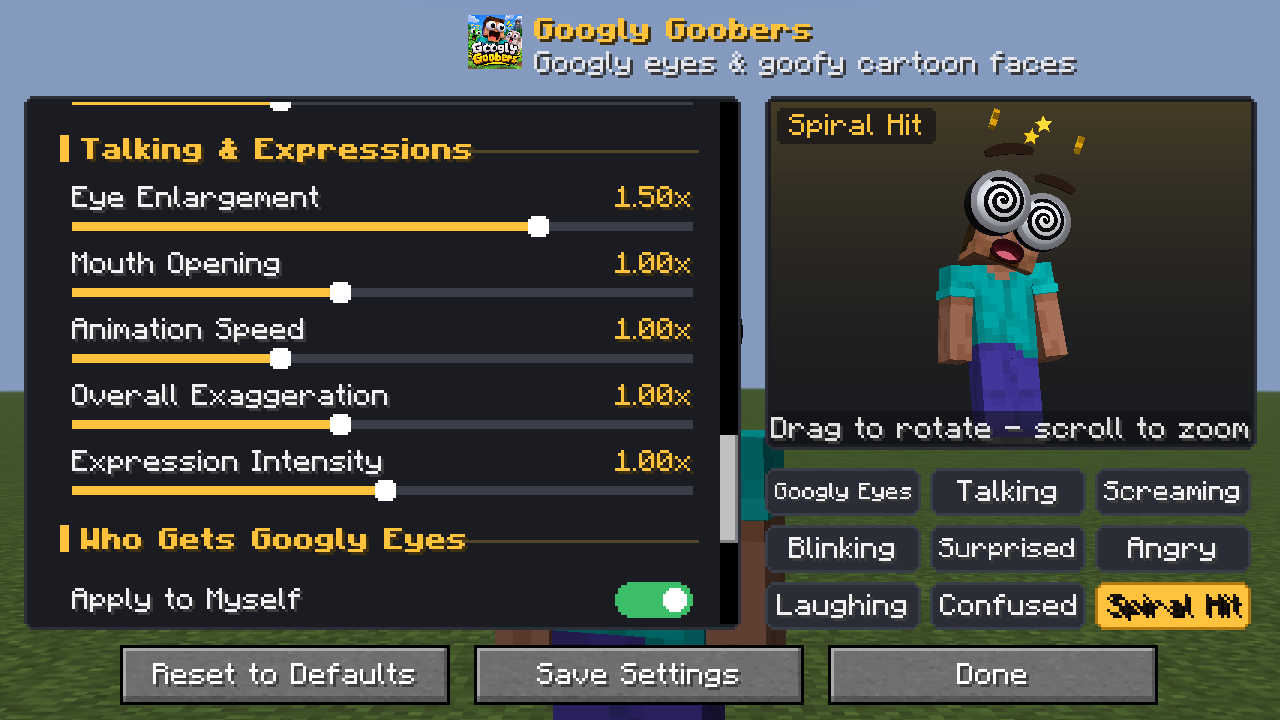 Googly Goobers
Googly Goobers
Googly eyes & goofy cartoon faces
Talking & Expressions
Eye Enlargement 1.50x
Mouth Opening 1.00x
Animation Speed 1.00x
Overall Exaggeration 1.00x
Expression Intensity 1.00x
Who Gets Googly Eyes
Apply to Myself
Spiral Hit
Drag to rotate - scroll to zoom
Googly Eyes Talking Screaming
Blinking Surprised Angry
Laughing Confused Spiral Hit
Reset to Defaults Save Settings Done